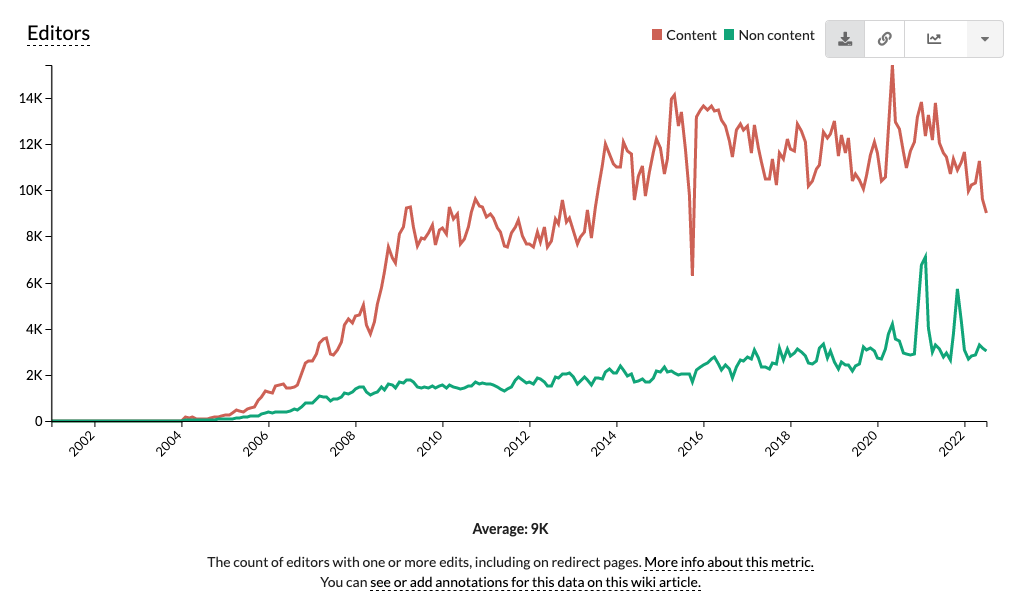 Editors
Content Non content
14K
12K
10K
8K
6K
4K
2K
0
2002 2004 2006 2008 2010 2012 2014 2016 2018 2020 2022
Average: 9K
The count of editors with one or more edits, including on redirect pages. More info about this metric.
You can see or add annotations for this data on this wiki article.